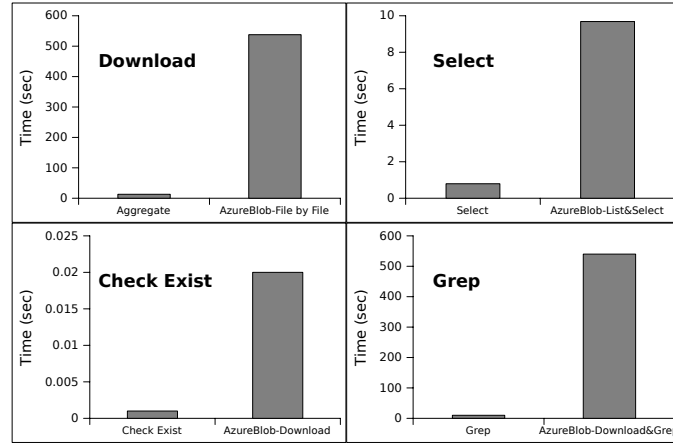 Download
Time (sec)
600
500
400
300
200
100
0
Aggregate
AzureBlob-File by File
Select
Time (sec)
10
8
6
4
2
0
Select
AzureBlob-List&Select
Check Exist
Time (sec)
0.025
0.02
0.015
0.01
0.005
0
Check Exist
AzureBlob-Download
Grep
Time (sec)
600
500
400
300
200
100
0
Grep
AzureBlob-Download&Grep